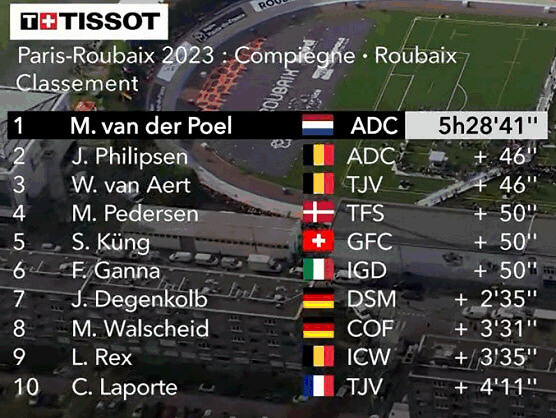 TISSOT
Paris-Roubaix 2023 : Compiègne • Roubaix
Classement
1 M. van der Poel ADC 5h28'41''
2 J. Philipsen ADC + 46''
3 W. van Aert TJV + 46''
4 M. Pedersen TFS + 50''
5 S. Küng GFC + 50''
6 F. Ganna IGD + 50''
7 J. Degenkolb DSM + 2'35''
8 M. Walscheid COF + 3'31''
9 L. Rex ICW + 3'35''
10 C. Laporte TJV + 4'11''
ROUBAIX